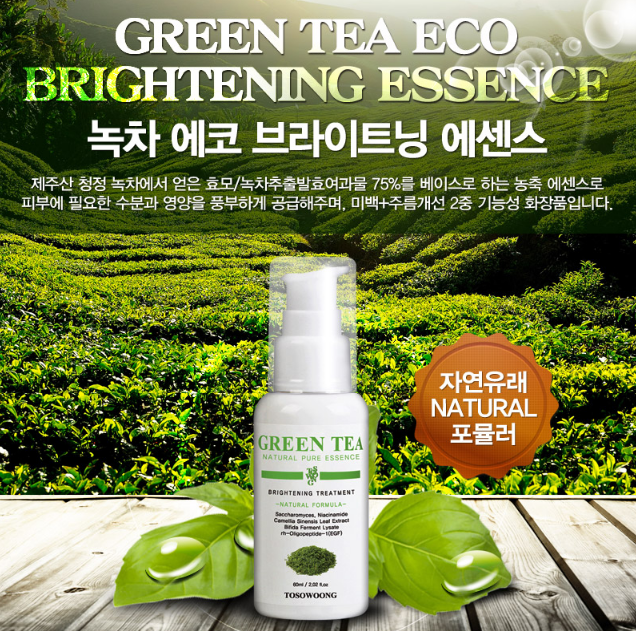 GREEN TEA ECO
BRIGHTENING ESSENCE
녹차 에코 브라이트닝 에센스
제주산 청정 녹차에서 얻은 효모/녹차추출발효여과물 75%를 베이스로 하는 농축 에센스로
피부에 필요한 수분과 영양을 풍부하게 공급해주며, 미백+주름개선 2중 기능성 화장품입니다.
자연유래
NATURAL
포뮬러
GREEN TEA
NATURAL PURE ESSENCE
BRIGHTENING TREATMENT
~NATURAL FORMULA~
Saccharomyces, Niacinamide
Camellia Sinensis Leaf Extract
Bifida Ferment Lysate
rh-Oligopeptide-1(EGF)
60ml / 2.02 fl.oz
TOSOWOONG